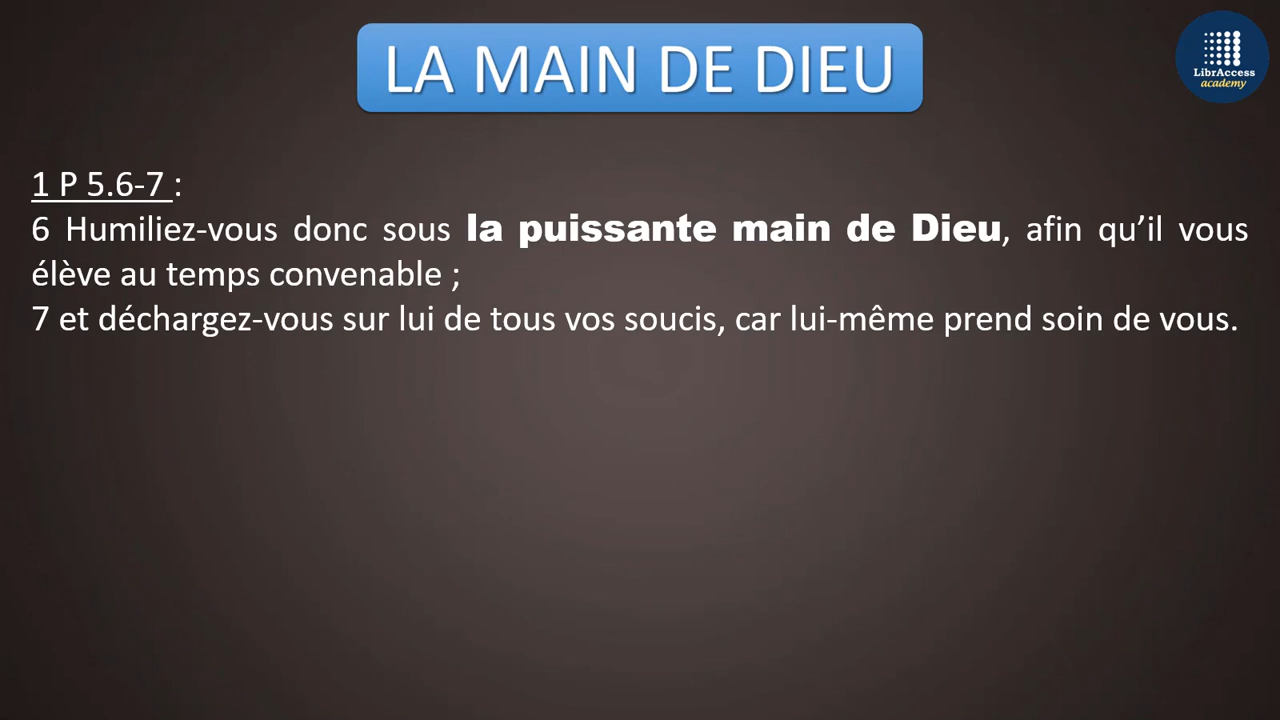 LA MAIN DE DIEU
LibrAccess
academy
1 P 5.6-7 :
6 Humiliez-vous donc sous la puissante main de Dieu, afin qu’il vous
élève au temps convenable ;
7 et déchargez-vous sur lui de tous vos soucis, car lui-même prend soin de vous.